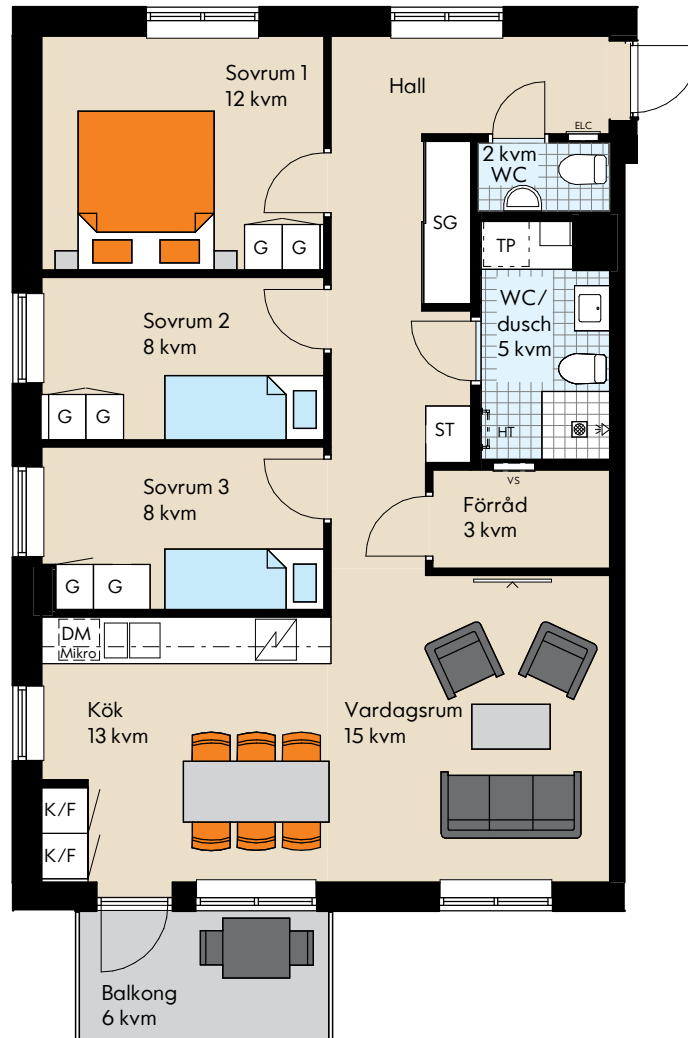 Sovrum 1
12 kvm
Hall
ELC
2 kvm
WC
G
G
SG
TP
WC/
dusch
5 kvm
Sovrum 2
8 kvm
G
G
ST
HT
VS
Sovrum 3
8 kvm
Förråd
3 kvm
G
G
DM
Mikro
Kök
13 kvm
Vardagsrum
15 kvm
K/F
K/F
Balkong
6 kvm